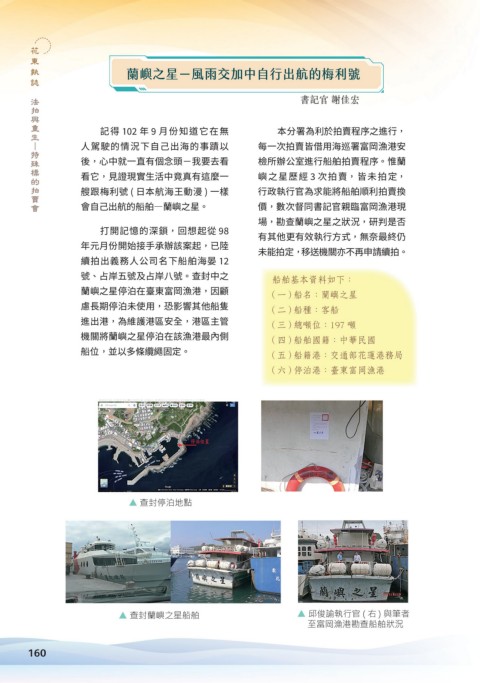 花東執誌
法拍與重生－特殊標的拍賣會
蘭嶼之星－風雨交加中自行出航的梅利號
書記官 謝佳宏
記得 102 年 9 月份知道它在無
人駕駛的情況下自己出海的事蹟以
後，心中就一直有個念頭－我要去看
看它，見證現實生活中竟真有這麼一
艘跟梅利號 ( 日本航海王動漫 ) 一樣
會自己出航的船舶—蘭嶼之星。
打開記憶的深鎖，回想起從 98
年元月份開始接手承辦該案起，已陸
續拍出義務人公司名下船舶海晏 12
號、占岸五號及占岸八號。查封中之
蘭嶼之星停泊在臺東富岡漁港，因顧
慮長期停泊未使用，恐影響其他船隻
進出港，為維護港區安全，港區主管
機關將蘭嶼之星停泊在該漁港最內側
船位，並以多條纜繩固定。
本分署為利於拍賣程序之進行，
每一次拍賣皆借用海巡署富岡漁港安
檢所辦公室進行船舶拍賣程序。惟蘭
嶼之星歷經 3 次拍賣，皆未拍定，
行政執行官為求能將船舶順利拍賣換
價，數次督同書記官親臨富岡漁港現
場，勘查蘭嶼之星之狀況，研判是否
有其他更有效執行方式，無奈最終仍
未能拍定，移送機關亦不再申請續拍。
船舶基本資料如下：
(一) 船名：蘭嶼之星
(二) 船種：客船
(三) 總噸位：197 噸
(四) 船舶國籍：中華民國
(五) 船籍港：交通部花蓮港務局
(六) 停泊港：臺東富岡漁港
▲ 查封停泊地點
蘭嶼之星
蘭嶼之星
▲ 查封蘭嶼之星船舶
▲ 邱俊諭執行官 ( 右 ) 與筆者
至富岡漁港勘查船舶狀況
160